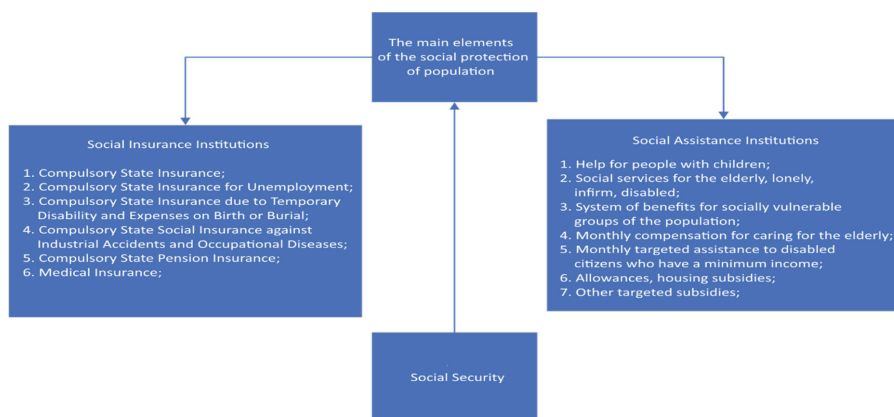 The main elements
of the social protection
of population
Social Insurance Institutions
1. Compulsory State Insurance;
2. Compulsory State Insurance for Unemployment;
3. Compulsory State Insurance due to Temporary
Disability and Expenses on Birth or Burial;
4. Compulsory State Social Insurance against
Industrial Accidents and Occupational Diseases;
5. Compulsory State Pension Insurance;
6. Medical Insurance;
Social Assistance Institutions
1. Help for people with children;
2. Social services for the elderly, lonely,
infirm, disabled;
3. System of benefits for socially vulnerable
groups of the population;
4. Monthly compensation for caring for the elderly;
5. Monthly targeted assistance to disabled
citizens who have a minimum income;
6. Allowances, housing subsidies;
7. Other targeted subsidies;
Social Security